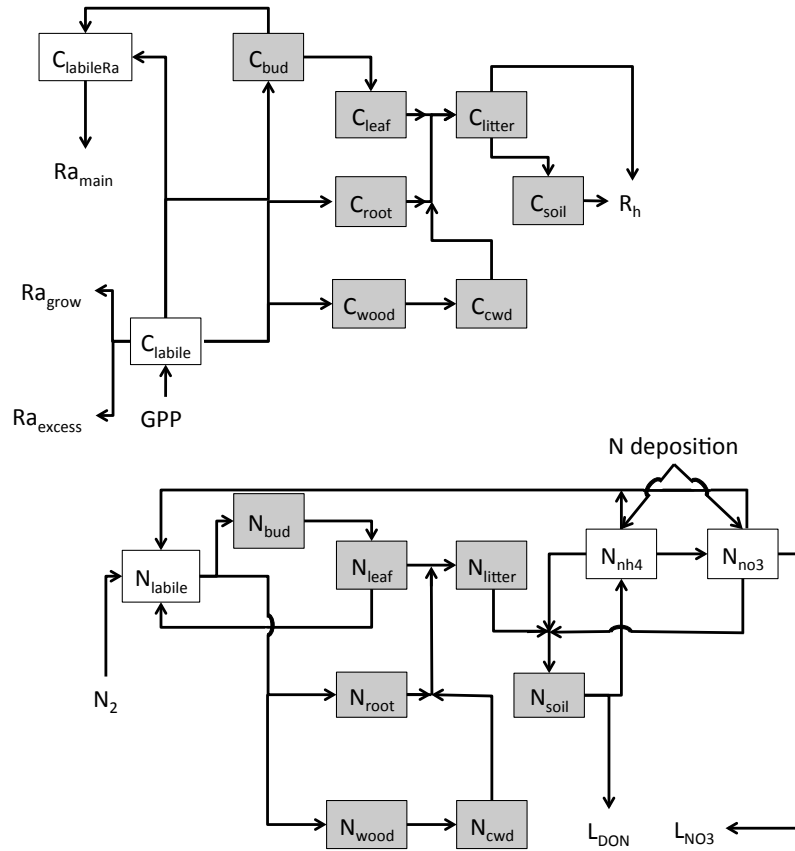 C_labileRa
C_bud
C_leaf
C_litter
Ra_main
C_root
C_soil
R_h
Ra_grow
C_wood
C_cwd
C_labile
Ra_excess
GPP
N deposition
N_bud
N_labile
N_leaf
N_litter
N_nh4
N_no3
N_2
N_root
N_soil
N_wood
N_cwd
L_DON
L_NO3